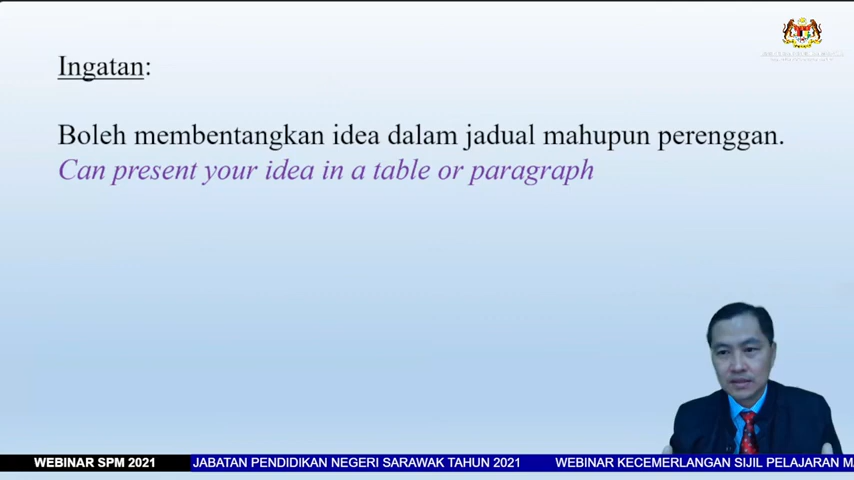 Ingatan:
Boleh membentangkan idea dalam jadual mahupun perenggan.
Can present your idea in a table or paragraph
WEBINAR SPM 2021
JABATAN PENDIDIKAN NEGERI SARAWAK TAHUN 2021
WEBINAR KECEMERLANGAN SIJIL PELAJARAN